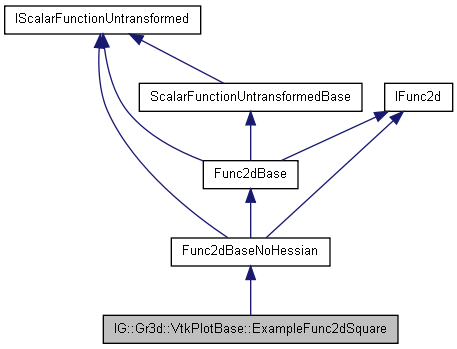 IScalarFunctionUntransformed
ScalarFunctionUntransformedBase
IFunc2d
Func2dBase
Func2dBaseNoHessian
IG::Gr3d::VtkPlotBase::ExampleFunc2dSquare